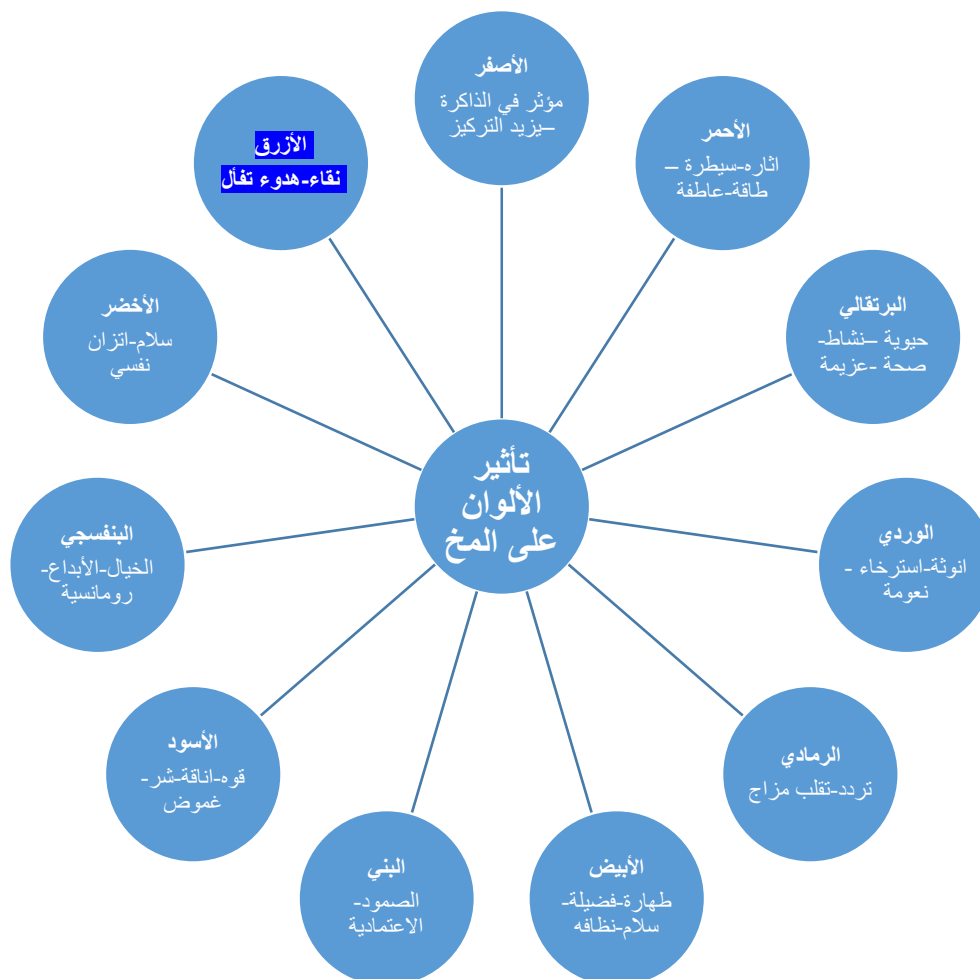 الأصفر
مؤثر في الذاكرة
–يزيد التركيز
الأحمر
اثاره-سيطرة –
طاقة-عاطفة
البرتقالي
حيوية –نشاط-
صحة -عزيمة
الوردي
انوثة-استرخاء -
نعومة
الرمادي
تردد-تقلب مزاج
الأبيض
طهارة-فضيلة-
سلام-نظافه
البني
الصمود-
الاعتمادية
الأسود
قوه-اناقة-شر-
غموض
البنفسجي
الخيال-الأبداع-
رومانسية
الأخضر
سلام-اتزان
نفسي
الأزرق
نقاء-هدوء تفأل
تأثير
الألوان
على المخ